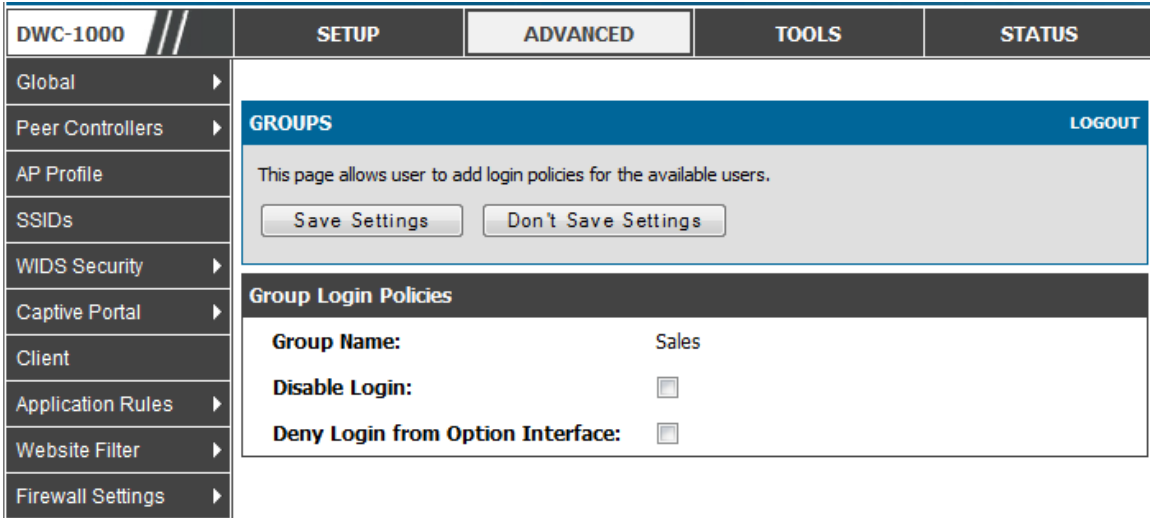 DWC-1000
SETUP
ADVANCED
TOOLS
STATUS
Global
Peer Controllers
AP Profile
SSIDs
WIDS Security
Captive Portal
Client
Application Rules
Website Filter
Firewall Settings
GROUPS
LOGOUT
This page allows user to add login policies for the available users.
Save Settings
Don't Save Settings
Group Login Policies
Group Name: Sales
Disable Login:
Deny Login from Option Interface: